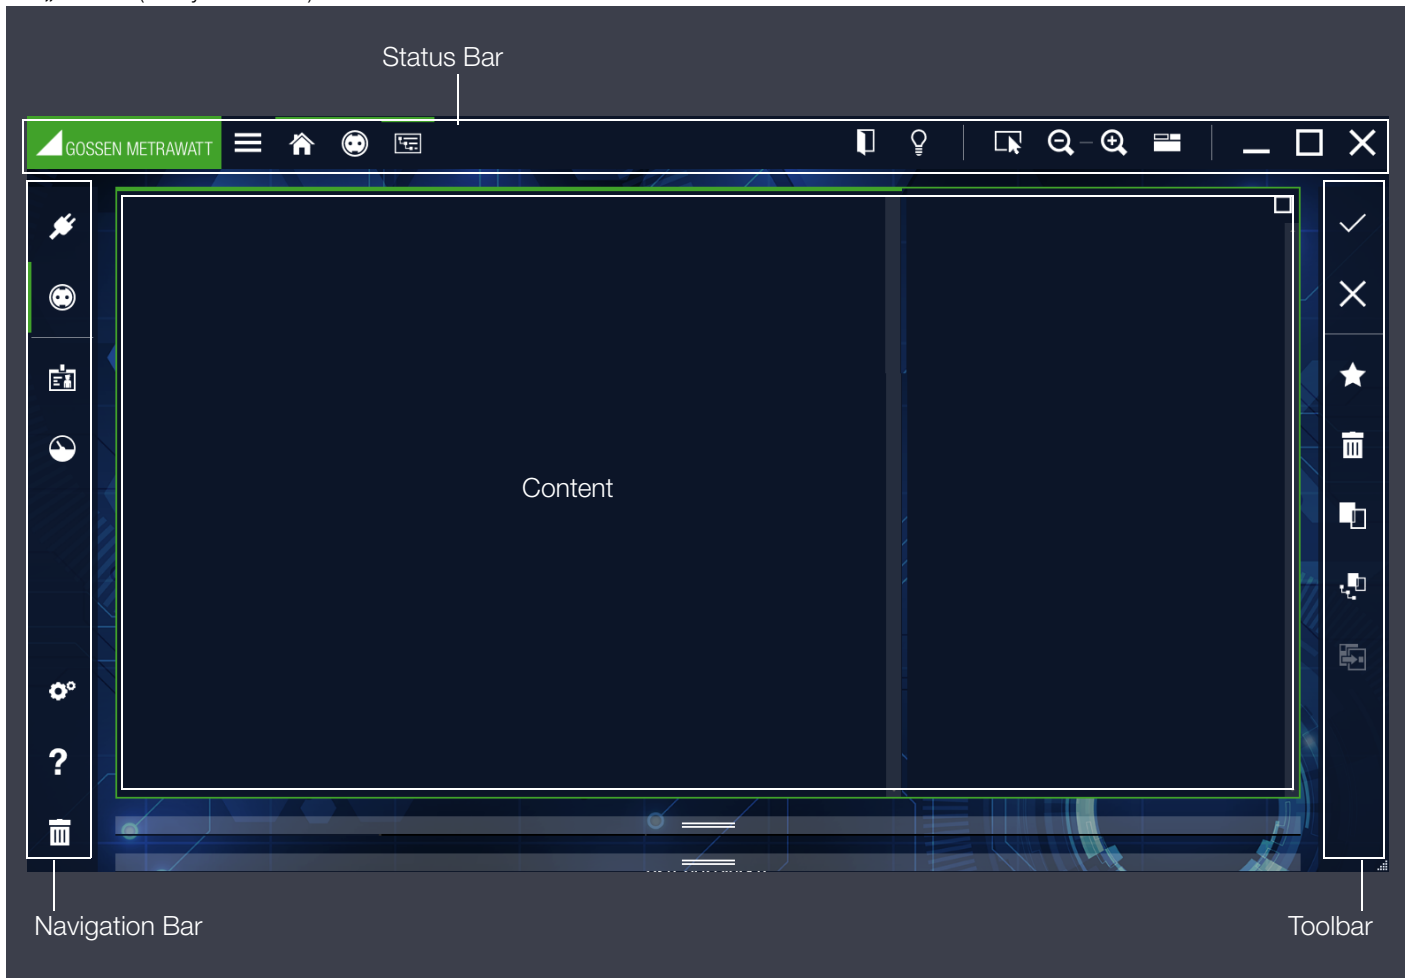 Status Bar
GOSSEN METRAWATT
Content
Navigation Bar
Toolbar